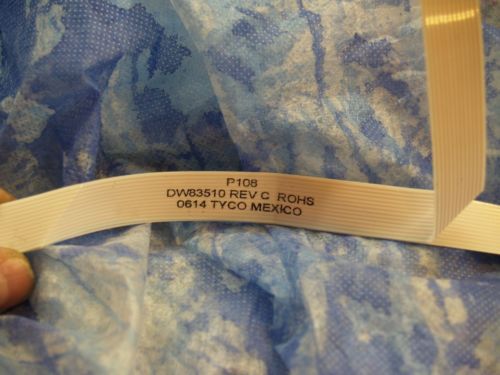 P108
DW83510 REV C ROHS
0614 TYCO MEXICO